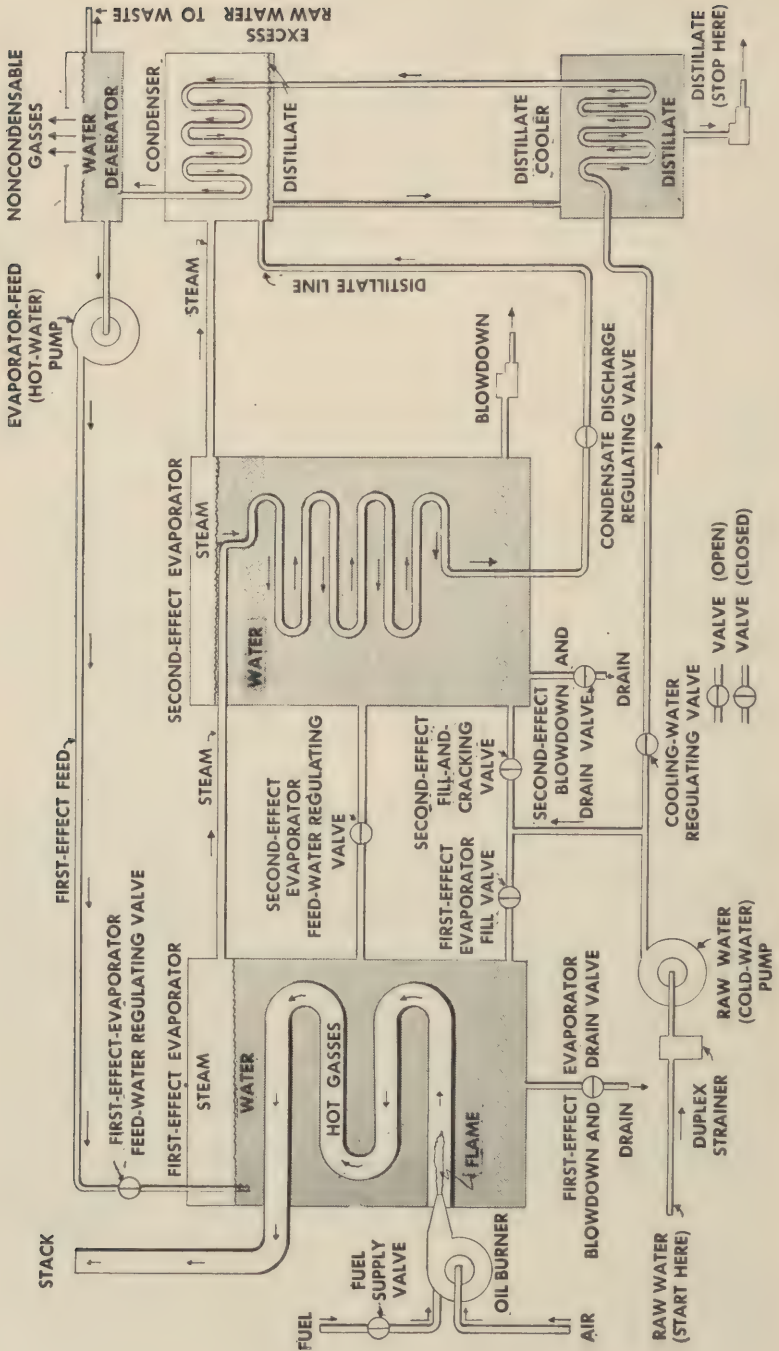 STACK
FIRST-EFFECT-EVAPORATOR
FEED-WATER REGULATING VALVE
FIRST-EFFECT FEED
EVAPORATOR-FEED
(HOT-WATER)
PUMP
NONCONDENSABLE
GASSES
WATER
DEAERATOR
EXCESS
RAW WATER TO WASTE
FIRST-EFFECT EVAPORATOR
STEAM
WATER
HOT GASSES
FLAME
STEAM
SECOND-EFFECT EVAPORATOR
STEAM
WATER
STEAM
CONDENSER
DISTILLATE
FUEL
FUEL
SUPPLY
VALVE
OIL BURNER
AIR
SECOND-EFFECT
EVAPORATOR
FEED-WATER REGULATING
VALVE
DISTILLATE LINE
DISTILLATE
COOLER
DISTILLATE
FIRST-EFFECT EVAPORATOR
BLOWDOWN AND DRAIN VALVE
DRAIN
FIRST-EFFECT
EVAPORATOR
FILL VALVE
SECOND-EFFECT
FILL-AND-
CRACKING
VALVE
SECOND-EFFECT
BLOWDOWN AND
DRAIN VALVE
DRAIN
BLOWDOWN
CONDENSATE DISCHARGE
REGULATING VALVE
DISTILLATE
(STOP HERE)
RAW WATER
(START HERE)
DUPLEX
STRAINER
RAW WATER
(COLD-WATER)
PUMP
COOLING-WATER
REGULATING VALVE
VALVE (OPEN)
VALVE (CLOSED)